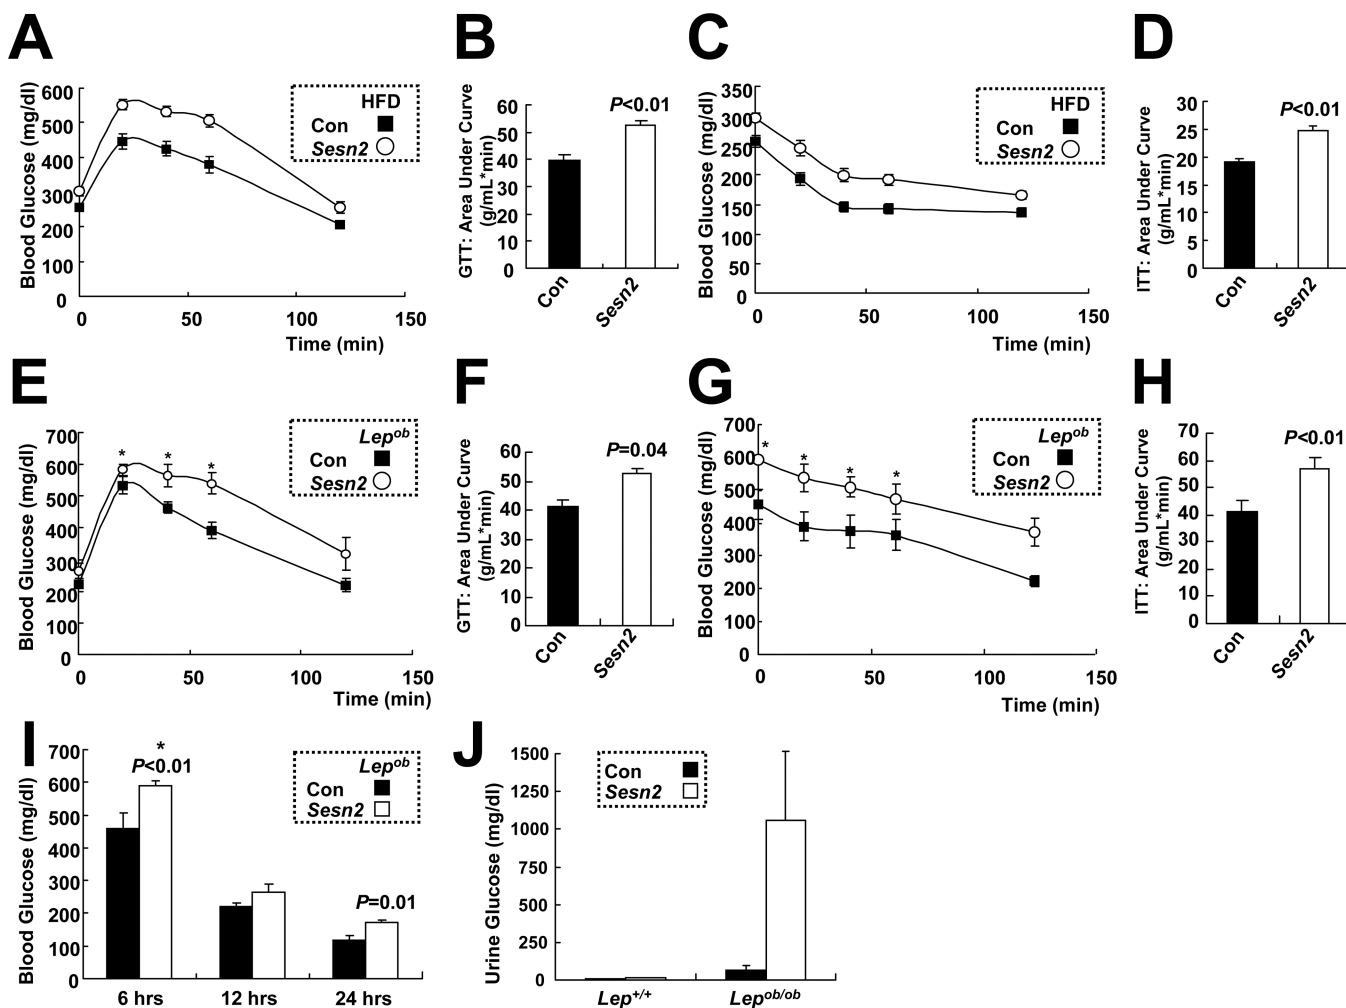 A
Blood Glucose (mg/dl)
600
500
400
300
200
100
0
0 50 100 150
Time (min)
HFD
Con
Sesn2
B
GTT: Area Under Curve
(g/mL*min)
60
50
40
30
20
10
0
P<0.01
Con Sesn2
C
Blood Glucose (mg/dl)
350
300
250
200
150
100
50
0
0 50 100 150
Time (min)
HFD
Con
Sesn2
D
ITT: Area Under Curve
(g/mL*min)
30
25
20
15
10
5
0
P<0.01
Con Sesn2
E
Blood Glucose (mg/dl)
700
600
500
400
300
200
100
0
* * *
0 50 100 150
Time (min)
Lep^ob
Con
Sesn2
F
GTT: Area Under Curve
(g/mL*min)
60
50
40
30
20
10
0
P=0.04
Con Sesn2
G
Blood Glucose (mg/dl)
700
600
500
400
300
200
100
0
* * * *
0 50 100 150
Time (min)
Lep^ob
Con
Sesn2
H
ITT: Area Under Curve
(g/mL*min)
70
60
50
40
30
20
10
0
P<0.01
Con Sesn2
I
Blood Glucose (mg/dl)
700
600
500
400
300
200
100
0
*
P<0.01
P=0.01
6 hrs 12 hrs 24 hrs
Lep^ob
Con
Sesn2
J
Urine Glucose (mg/dl)
1500
1250
1000
750
500
250
0
Con
Sesn2
Lep^+/+ Lep^ob/ob